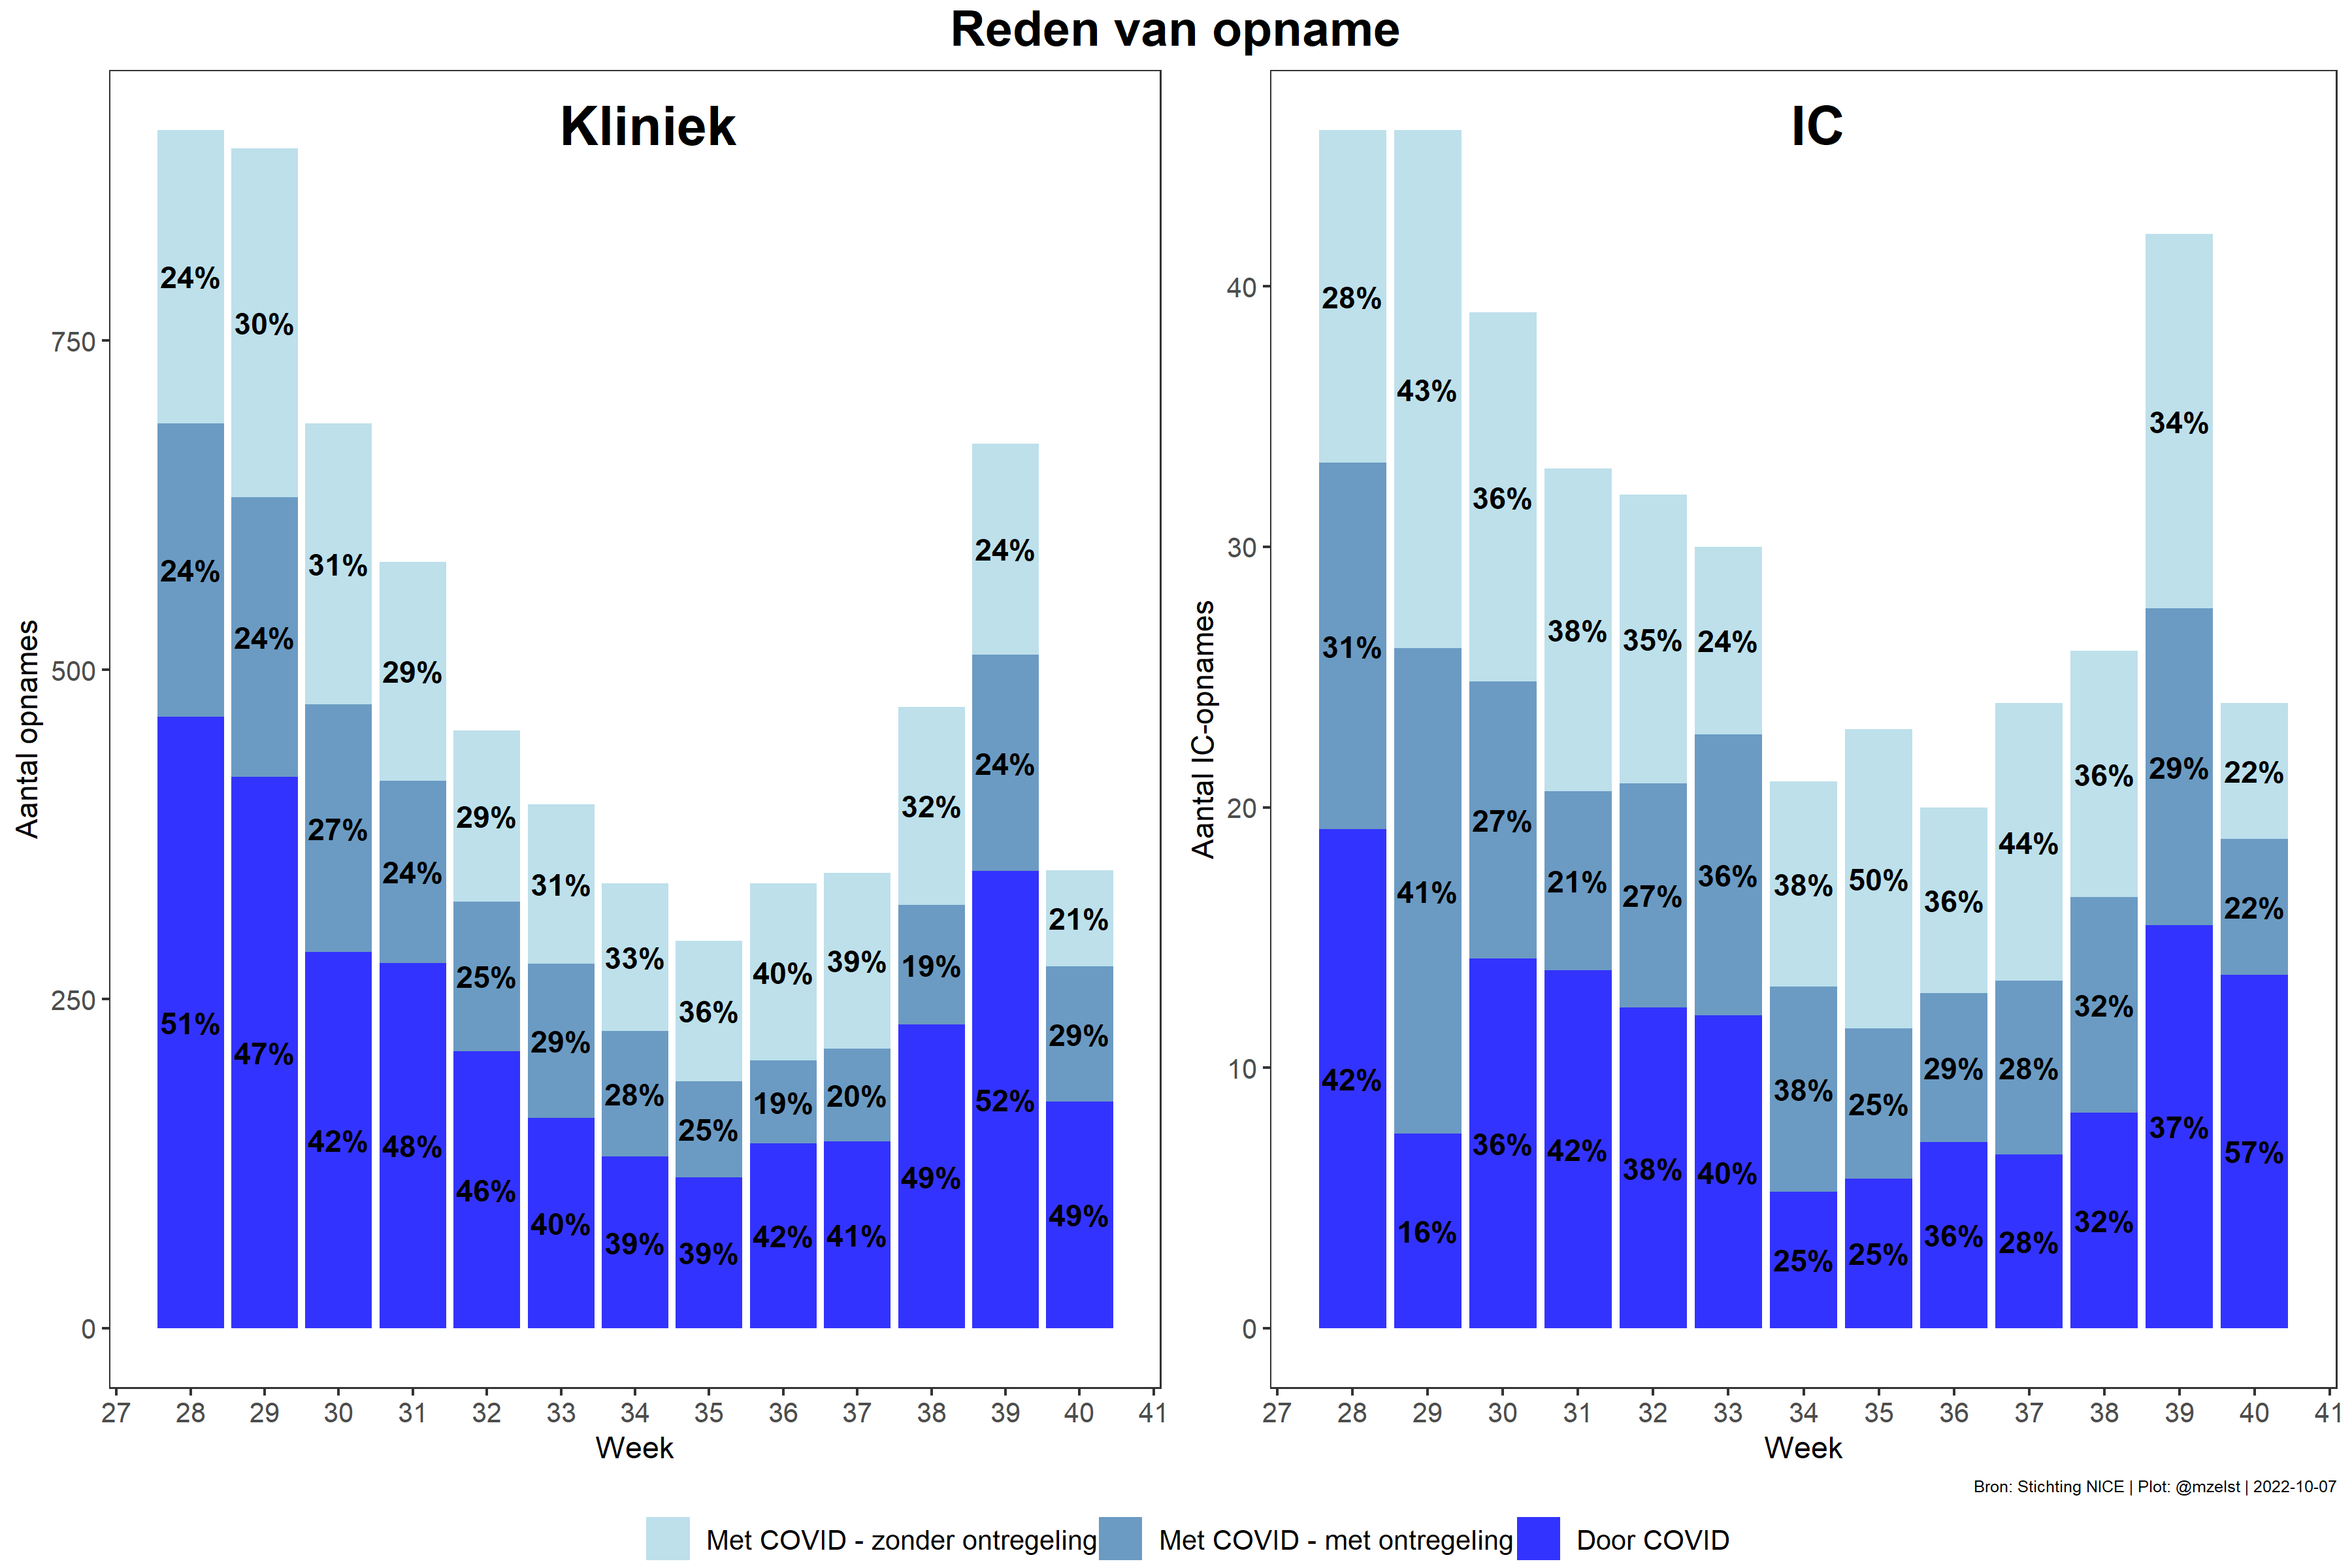 Reden van opname
Kliniek
Aantal opnames
750
500
250
0
24% 30% 31% 29% 29% 31% 33% 36% 40% 39% 32% 24% 21%
24% 24% 27% 24% 25% 29% 28% 25% 19% 20% 19% 24% 29%
51% 47% 42% 48% 46% 40% 39% 39% 42% 41% 49% 52% 49%
27 28 29 30 31 32 33 34 35 36 37 38 39 40 41
Week
IC
Aantal IC-opnames
40
30
20
10
0
28% 43% 36% 38% 35% 24% 38% 50% 36% 44% 36% 34% 22%
31% 41% 27% 21% 27% 36% 38% 25% 29% 28% 32% 29% 22%
42% 16% 36% 42% 38% 40% 25% 25% 36% 28% 32% 37% 57%
27 28 29 30 31 32 33 34 35 36 37 38 39 40 41
Week
Bron: Stichting NICE | Plot: @mzelst | 2022-10-07
Met COVID - zonder ontregeling Met COVID - met ontregeling Door COVID